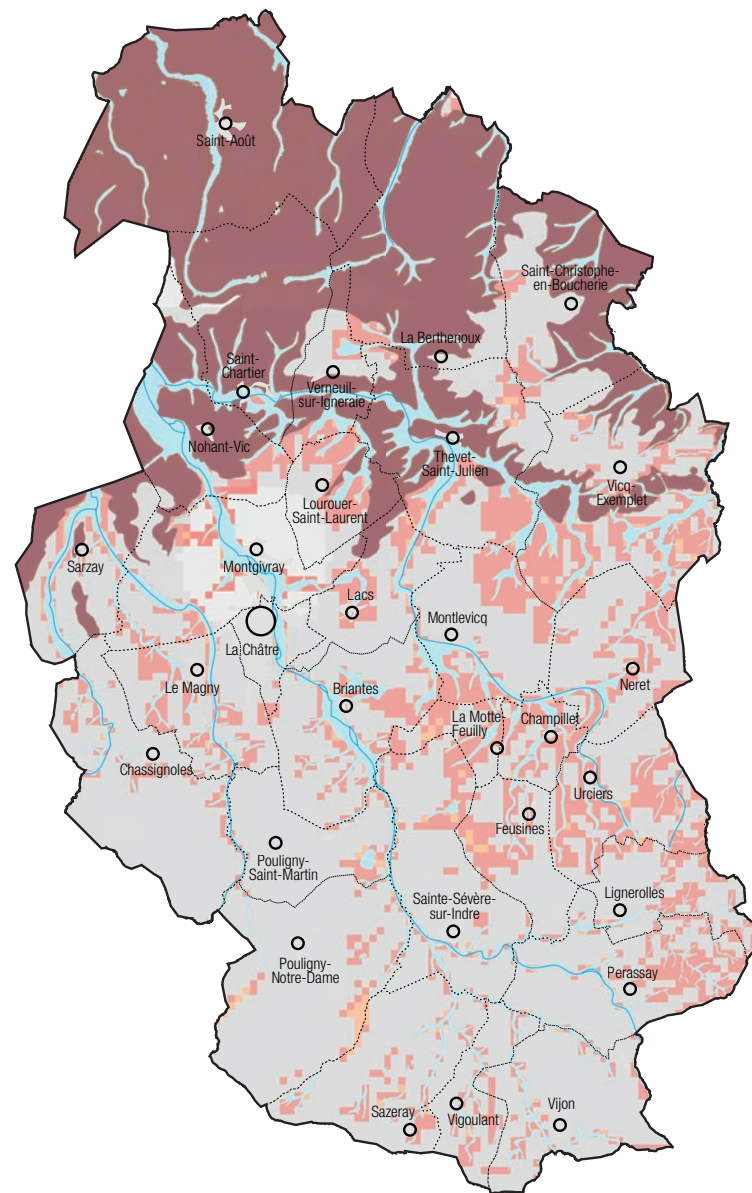 Saint-Août
Saint-Christophe-
en-Boucherie
La Berthenoux
Saint-
Chartier
Verneuil-
sur-Igneraie
Nohant-Vic
Thevet-
Saint-Julien
Vicq-
Exemplet
Lourouer-
Saint-Laurent
Sarzay
Montgivray
Lacs
Montlevicq
La Châtre
Le Magny
Neret
Briantes
La Motte-
Feuilly
Champillet
Chassignoles
Urciers
Feusines
Pouligny-
Saint-Martin
Sainte-Sévère-
sur-Indre
Lignerolles
Pouligny-
Notre-Dame
Perassay
Sazeray
Vigoulant
Vijon